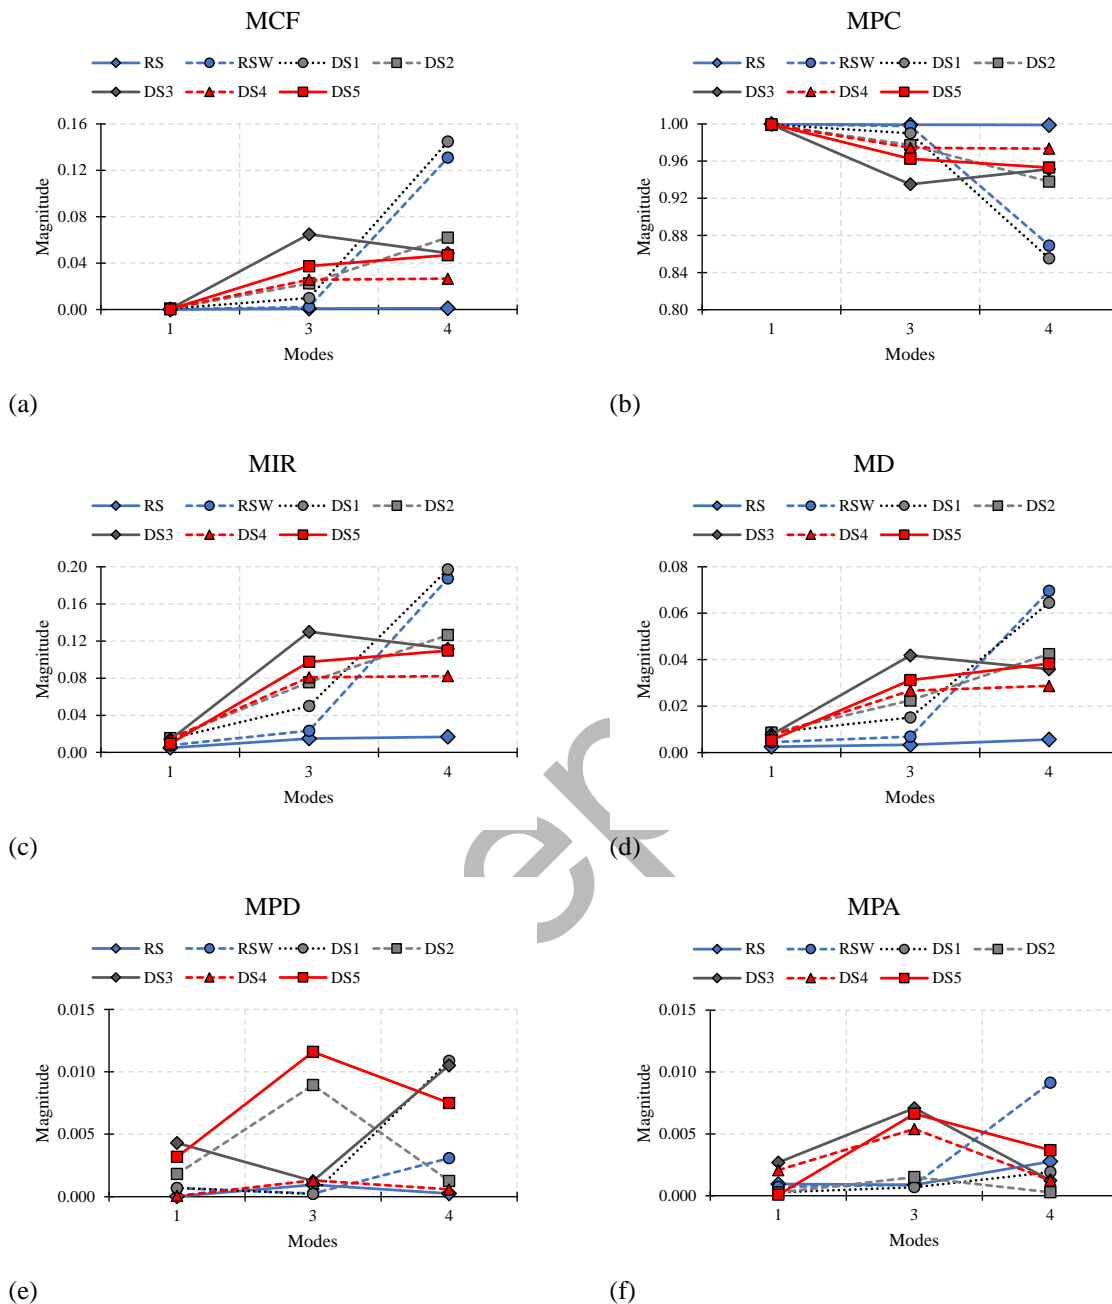 MCF
RS RSW DS1 DS2
DS3 DS4 DS5
0.16
0.12
0.08
0.04
0.00
Magnitude
1 3 4
Modes
(a)
MPC
RS RSW DS1 DS2
DS3 DS4 DS5
1.00
0.96
0.92
0.88
0.84
0.80
Magnitude
1 3 4
Modes
(b)
MIR
RS RSW DS1 DS2
DS3 DS4 DS5
0.20
0.16
0.12
0.08
0.04
0.00
Magnitude
1 3 4
Modes
(c)
MD
RS RSW DS1 DS2
DS3 DS4 DS5
0.08
0.06
0.04
0.02
0.00
Magnitude
1 3 4
Modes
(d)
MPD
RS RSW DS1 DS2
DS3 DS4 DS5
0.015
0.010
0.005
0.000
Magnitude
1 3 4
Modes
(e)
MPA
RS RSW DS1 DS2
DS3 DS4 DS5
0.015
0.010
0.005
0.000
Magnitude
1 3 4
Modes
(f)